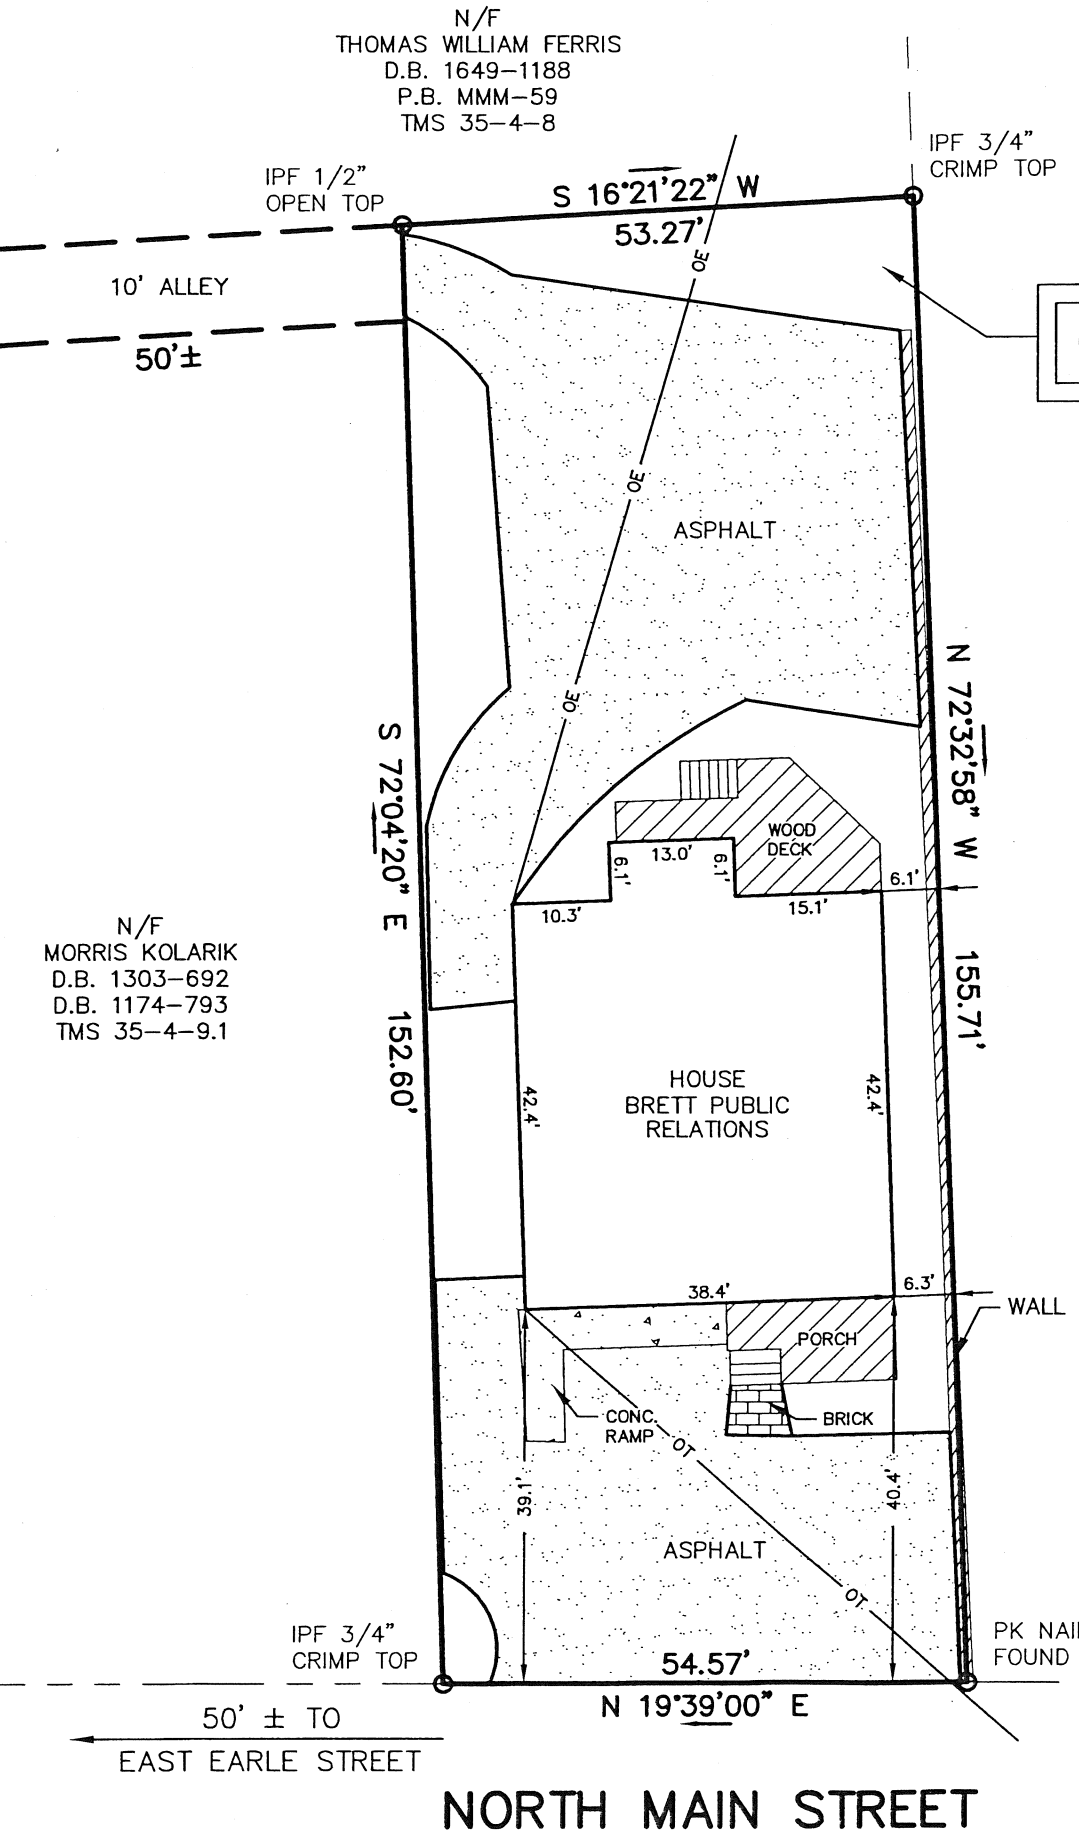 N/F
THOMAS WILLIAM FERRIS
D.B. 1649-1188
P.B. MMM-59
TMS 35-4-8
IPF 3/4"
CRIMP TOP
IPF 1/2"
OPEN TOP
S 16°21'22" W
53.27'
OE
10' ALLEY
50'±
OE
ASPHALT
OE
N 72°32'58" W
155.71'
S 72°04'20" E
152.60'
WOOD
DECK
13.0'
6.1'
6.1'
6.1'
10.3'
15.1'
N/F
MORRIS KOLARIK
D.B. 1303-692
D.B. 1174-793
TMS 35-4-9.1
HOUSE
BRETT PUBLIC
RELATIONS
42.4'
42.4'
38.4'
6.3'
WALL
PORCH
CONC.
RAMP
BRICK
OT
39.1'
40.4'
ASPHALT
OT
IPF 3/4"
CRIMP TOP
PK NAIL
FOUND
54.57'
N 19°39'00" E
50' ± TO
EAST EARLE STREET
NORTH MAIN STREET